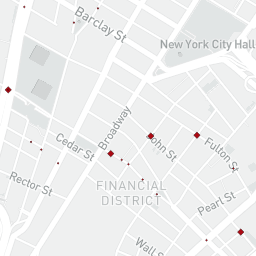 Barclay St
New York City Hall
Broadway
John St
Fulton St
Cedar St
Rector St
FINANCIAL
DISTRICT
Pearl St
Wall S